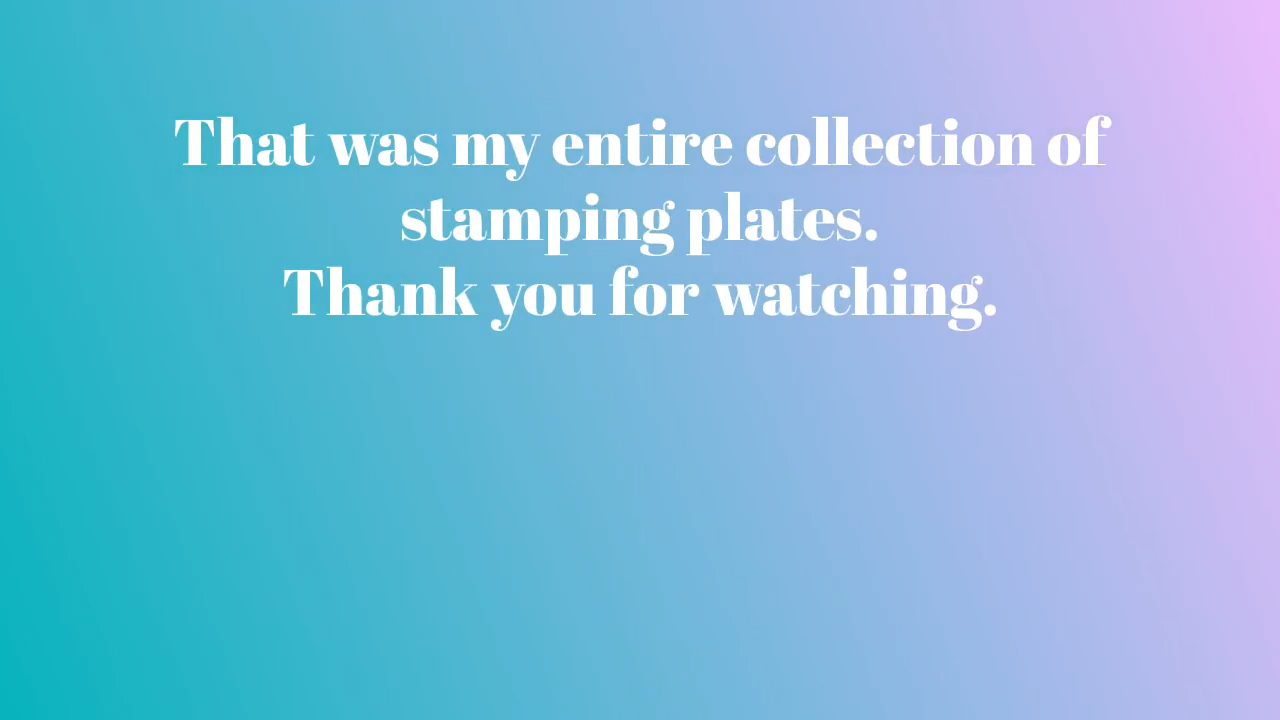 That was my entire collection of
stamping plates.
Thank you for watching.